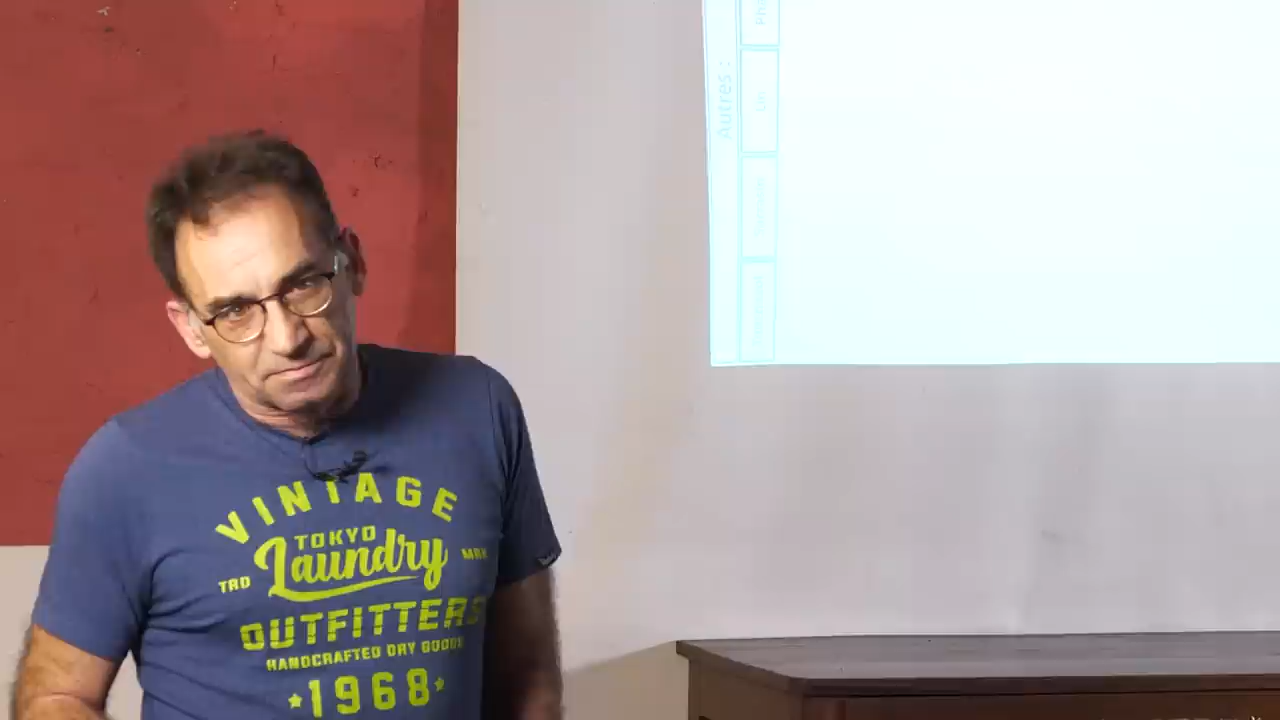 VINTAGE
TOKYO
Laundry
TRD MRK
OUTFITTERS
HANDCRAFTED DRY GOODS
1968
Autres :